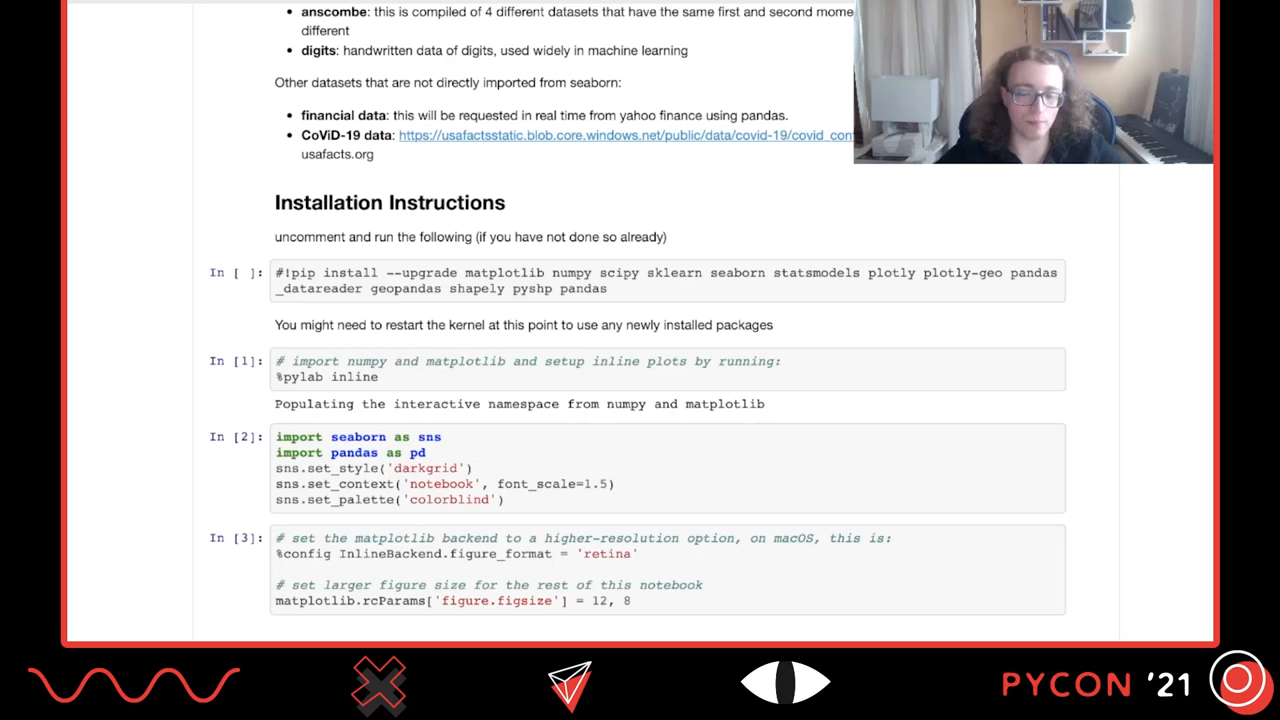 • anscombe: this is compiled of 4 different datasets that have the same first and second mome
different
• digits: handwritten data of digits, used widely in machine learning
Other datasets that are not directly imported from seaborn:
• financial data: this will be requested in real time from yahoo finance using pandas.
• CoViD-19 data: https://usafactsstatic.blob.core.windows.net/public/data/covid-19/covid_con
usafacts.org
Installation Instructions
uncomment and run the following (if you have not done so already)
In [ ]: #!pip install --upgrade matplotlib numpy scipy sklearn seaborn statsmodels plotly plotly-geo pandas
_datareader geopandas shapely pyshp pandas
You might need to restart the kernel at this point to use any newly installed packages
In [1]: # import numpy and matplotlib and setup inline plots by running:
%pylab inline
Populating the interactive namespace from numpy and matplotlib
In [2]: import seaborn as sns
import pandas as pd
sns.set_style('darkgrid')
sns.set_context('notebook', font_scale=1.5)
sns.set_palette('colorblind')
In [3]: # set the matplotlib backend to a higher-resolution option, on macOS, this is:
%config InlineBackend.figure_format = 'retina'
# set larger figure size for the rest of this notebook
matplotlib.rcParams['figure.figsize'] = 12, 8
PYCON '21